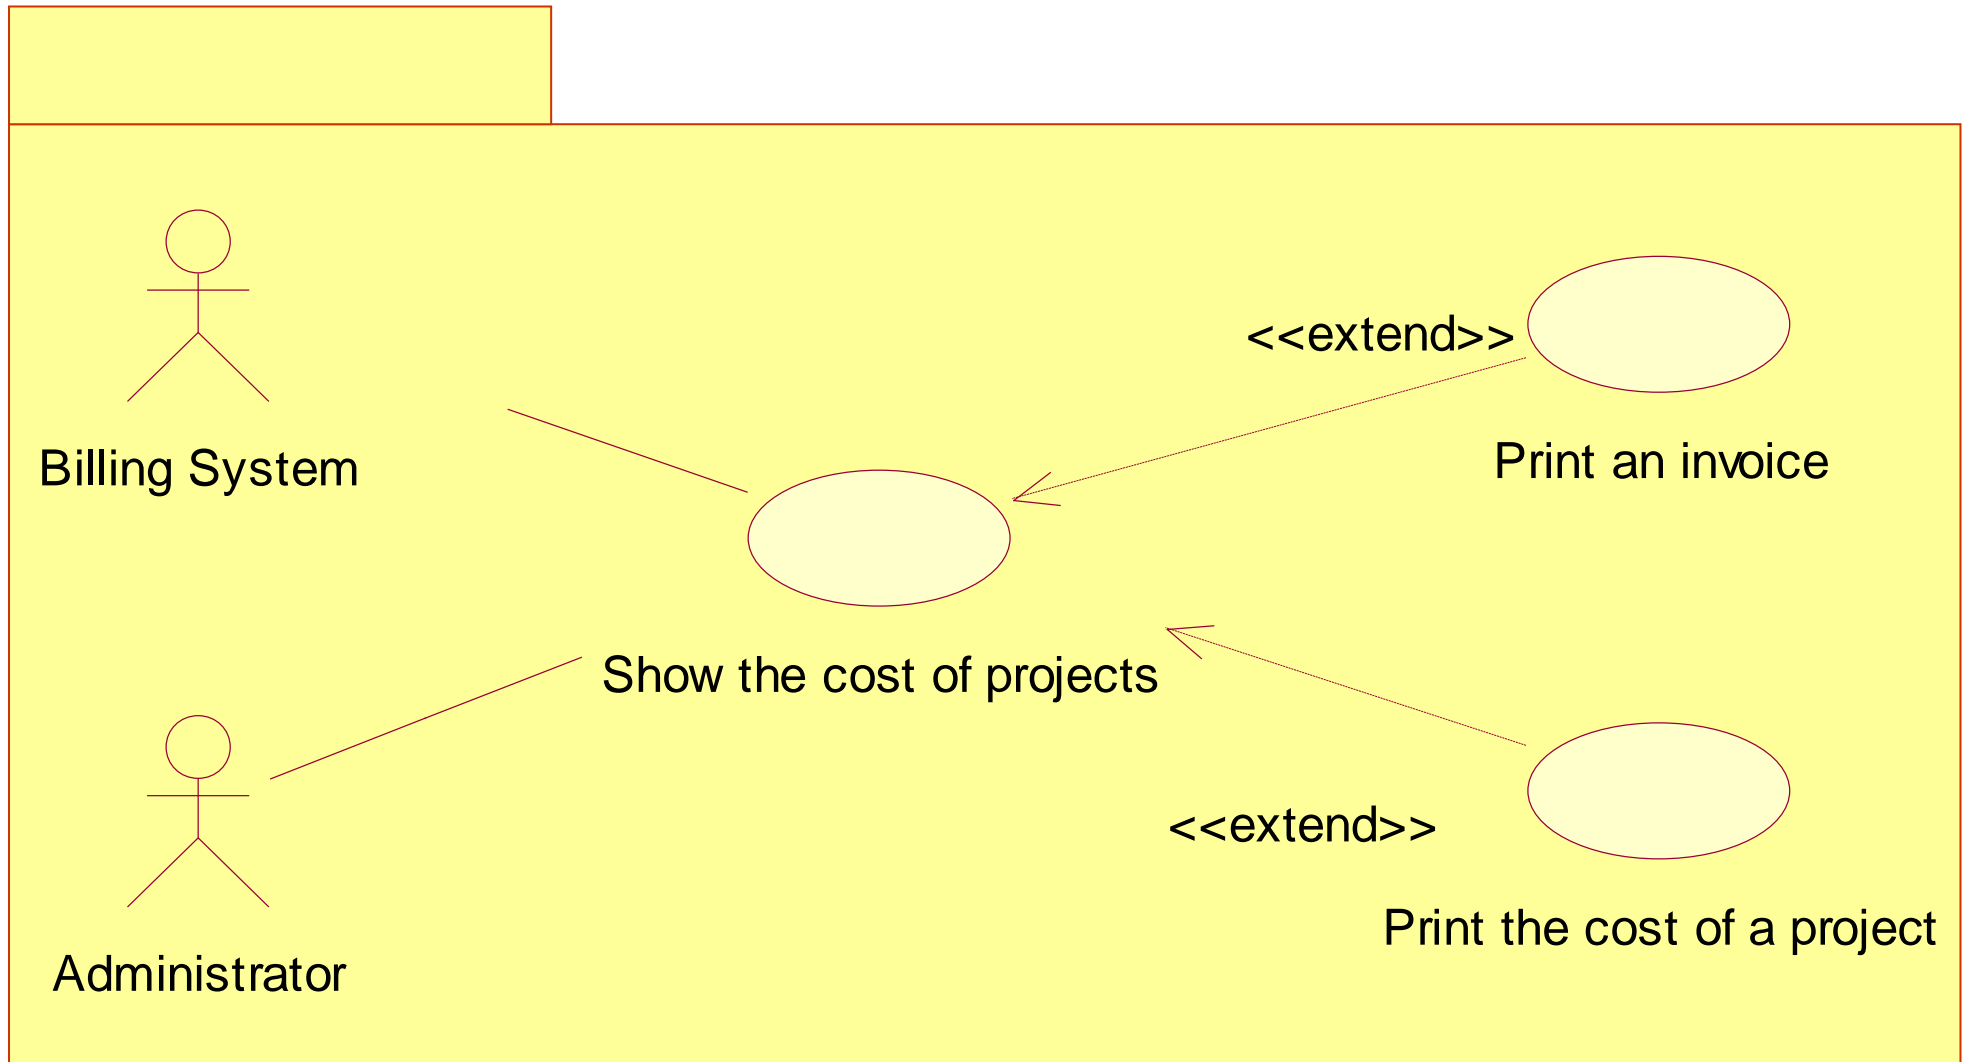 <<extend>>
Billing System
Print an invoice
Show the cost of projects
<<extend>>
Print the cost of a project
Administrator